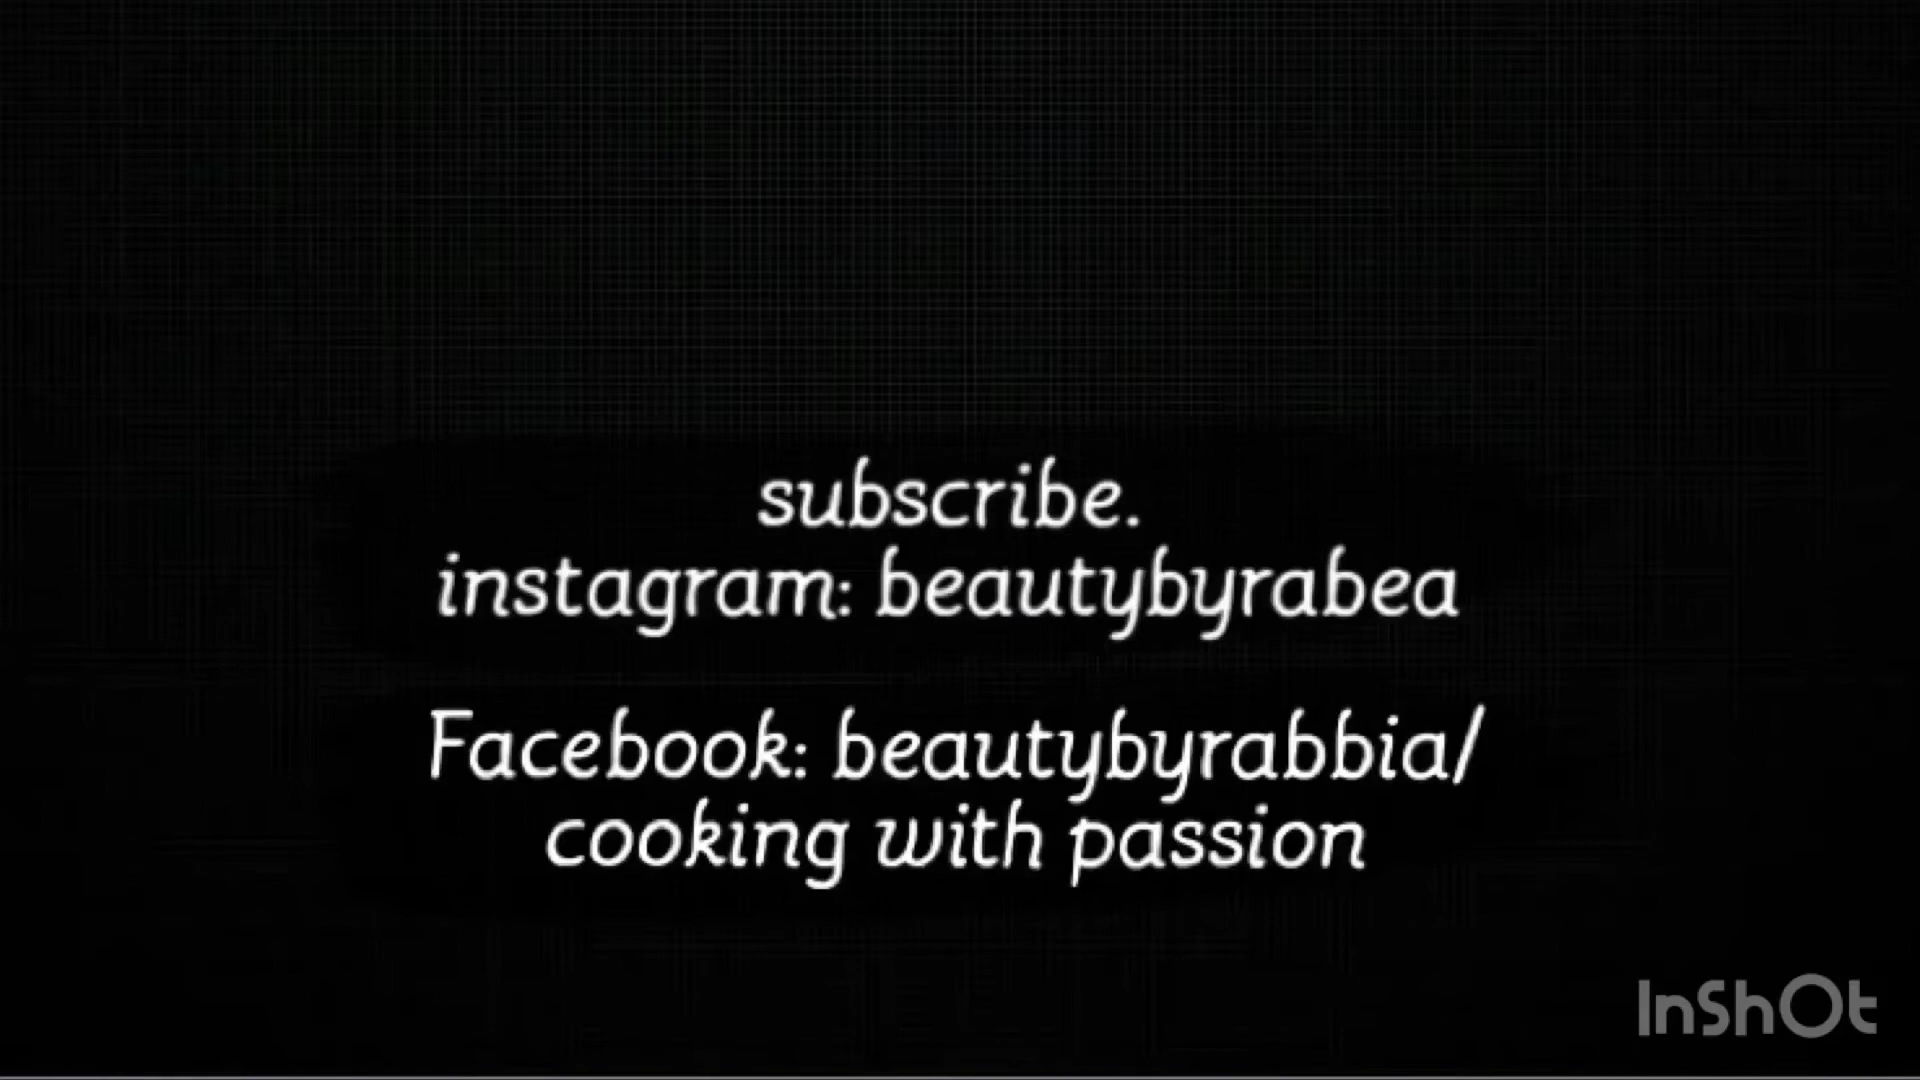 subscribe.
instagram: beautybyrabea
Facebook: beautybyrabbia/
cooking with passion
InShOt